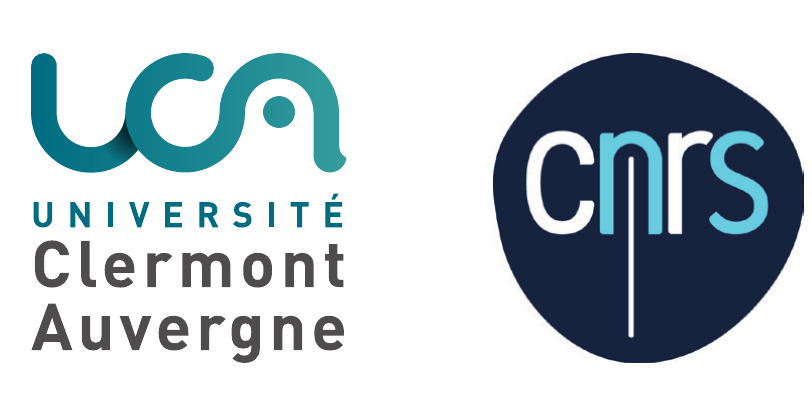 UCA
UNIVERSITÉ
Clermont
Auvergne
cnrs